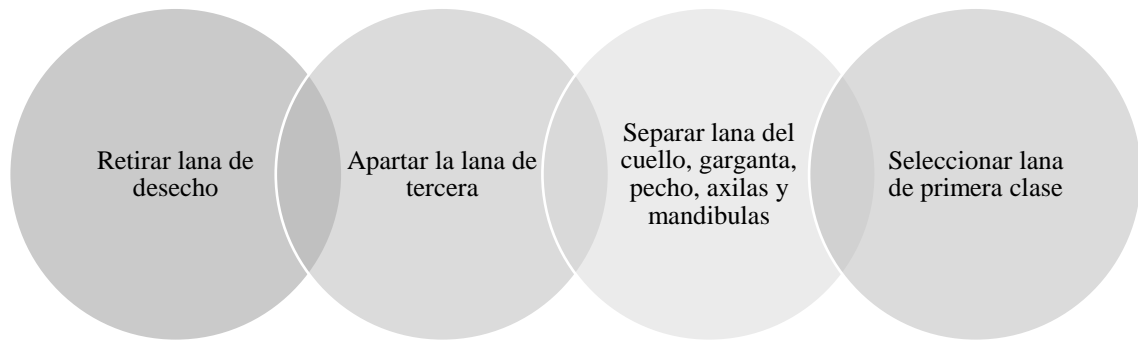 Retirar lana de
desecho
Apartar la lana de
tercera
Separar lana del
cuello, garganta,
pecho, axilas y
mandibulas
Seleccionar lana
de primera clase